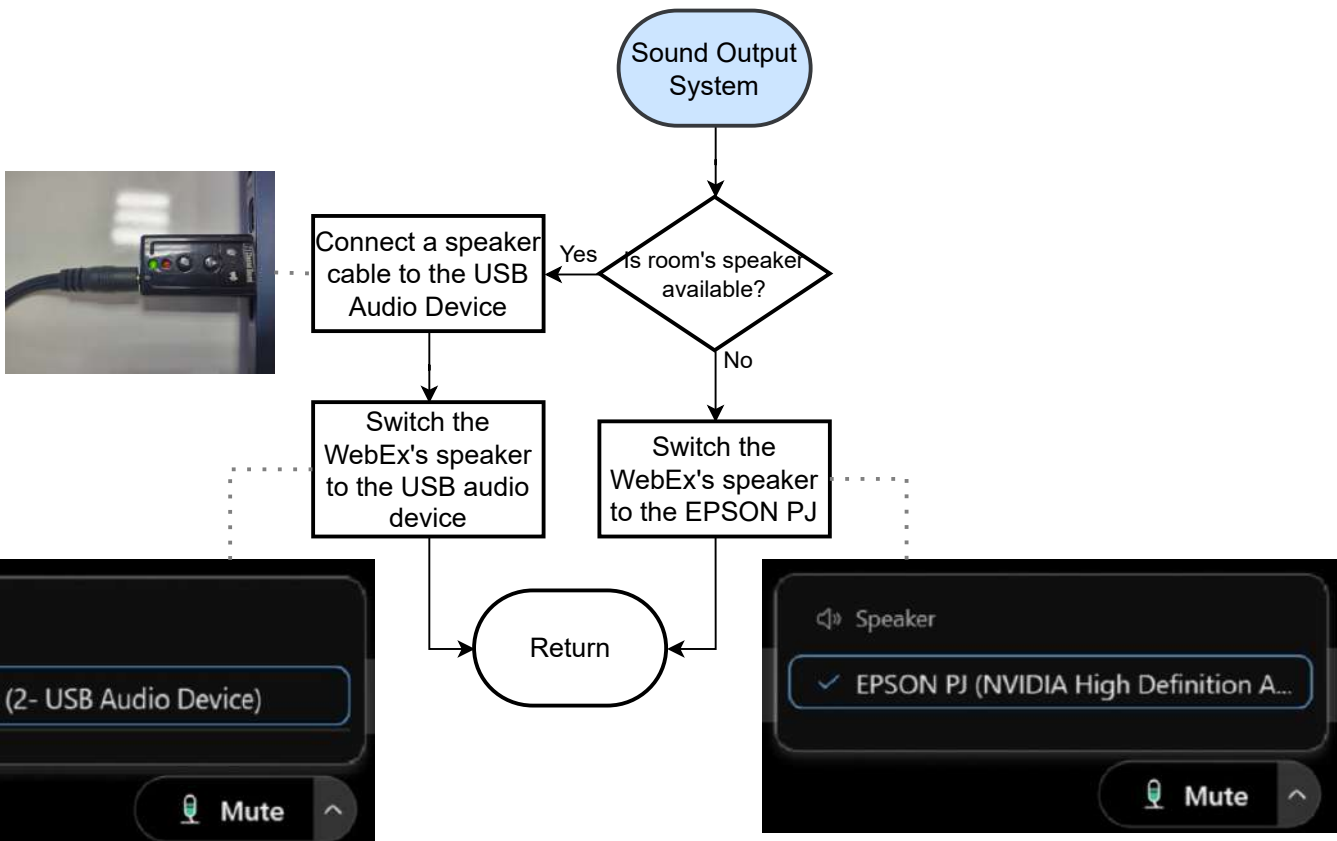 Sound Output
System
Is room's speaker
available?
Yes
No
Connect a speaker
cable to the USB
Audio Device
Switch the
WebEx's speaker
to the USB audio
device
Switch the
WebEx's speaker
to the EPSON PJ
Return
(2- USB Audio Device)
Mute
Speaker
EPSON PJ (NVIDIA High Definition A...
Mute